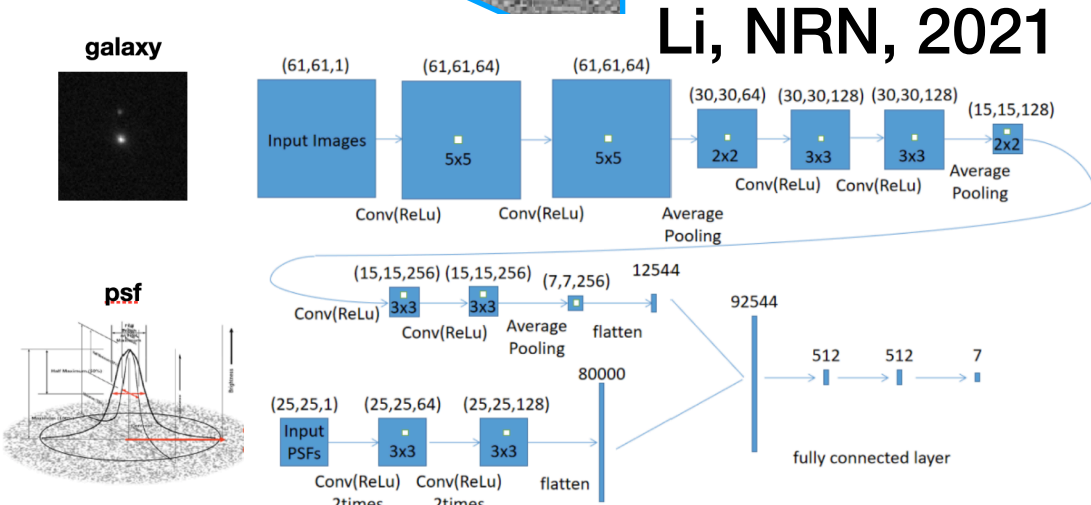 Li, NRN, 2021
galaxy
(61,61,1)
(61,61,64)
(61,61,64)
(30,30,64)
(30,30,128)
(30,30,128)
(15,15,128)
Input Images
5x5
5x5
2x2
3x3
3x3
2x2
Conv(ReLu)
Conv(ReLu)
Average
Pooling
Conv(ReLu)
Conv(ReLu)
Average
Pooling
psf
Half Maximum
Brightness
(15,15,256)
(15,15,256)
(7,7,256)
12544
3x3
3x3
Conv(ReLu)
Conv(ReLu)
Average
Pooling
flatten
92544
512
512
7
80000
(25,25,1)
(25,25,64)
(25,25,128)
Input
PSFs
3x3
3x3
Conv(ReLu)
2times
Conv(ReLu)
2times
flatten
fully connected layer